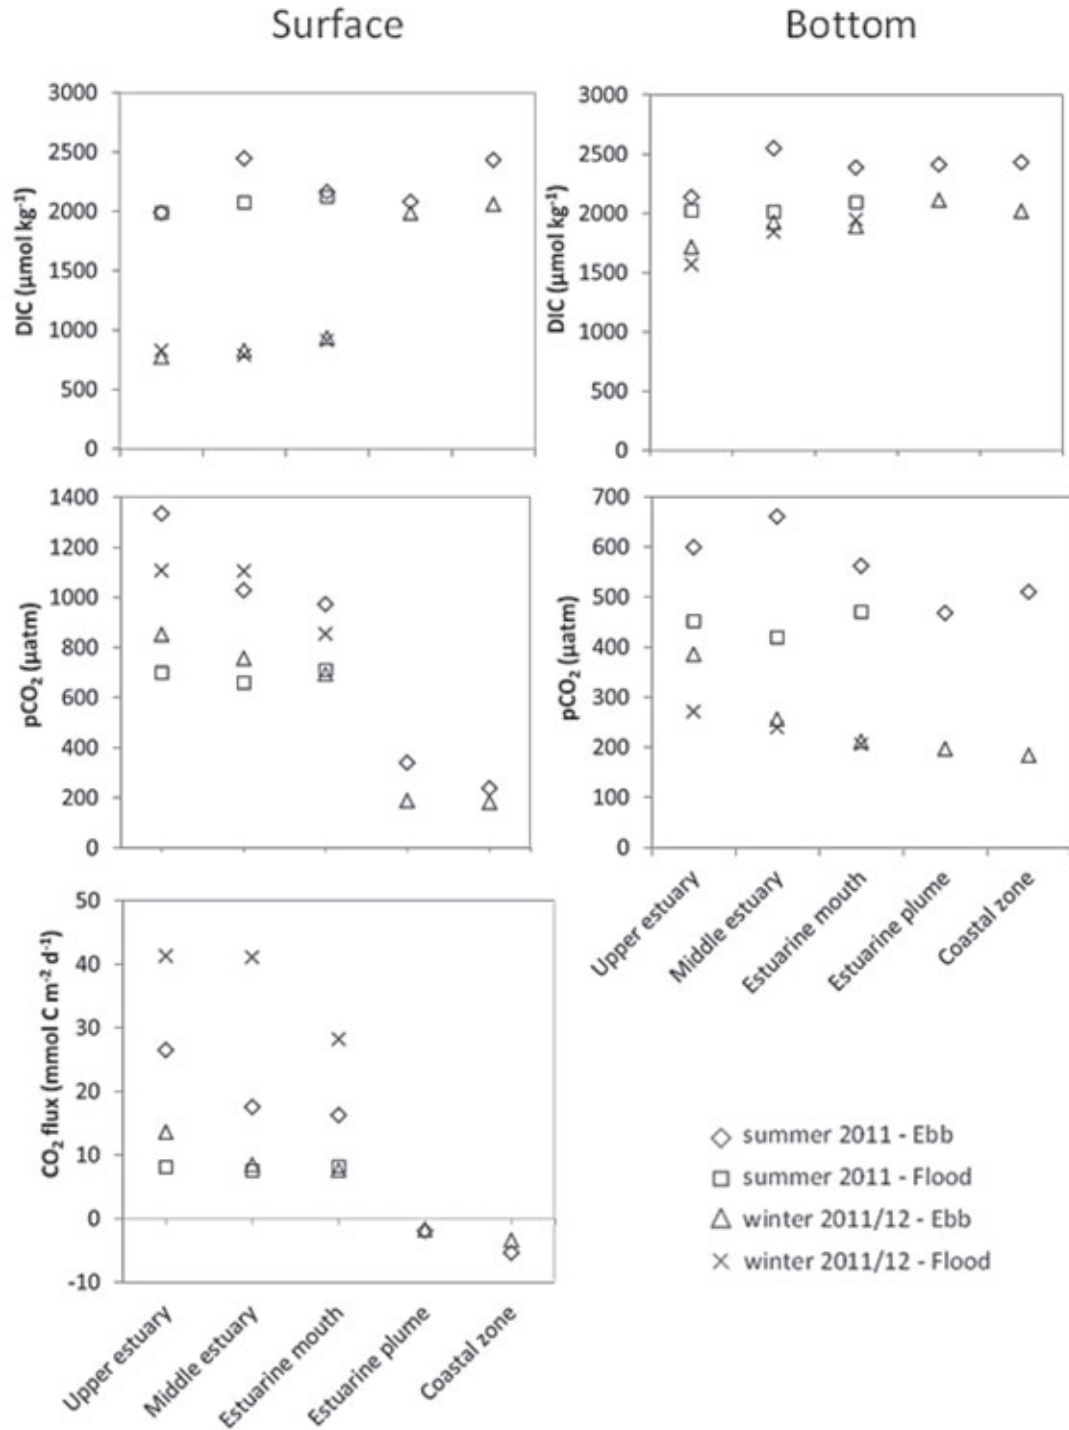 Surface
Bottom
3000
2500
2000
1500
1000
500
0
DIC (µmol kg⁻¹)
3000
2500
2000
1500
1000
500
0
DIC (µmol kg⁻¹)
1400
1200
1000
800
600
400
200
0
pCO₂ (µatm)
700
600
500
400
300
200
100
0
pCO₂ (µatm)
Upper estuary
Middle estuary
Estuarine mouth
Estuarine plume
Coastal zone
50
40
30
20
10
0
-10
CO₂ flux (mmol C m⁻² d⁻¹)
Upper estuary
Middle estuary
Estuarine mouth
Estuarine plume
Coastal zone
summer 2011 - Ebb
summer 2011 - Flood
winter 2011/12 - Ebb
winter 2011/12 - Flood